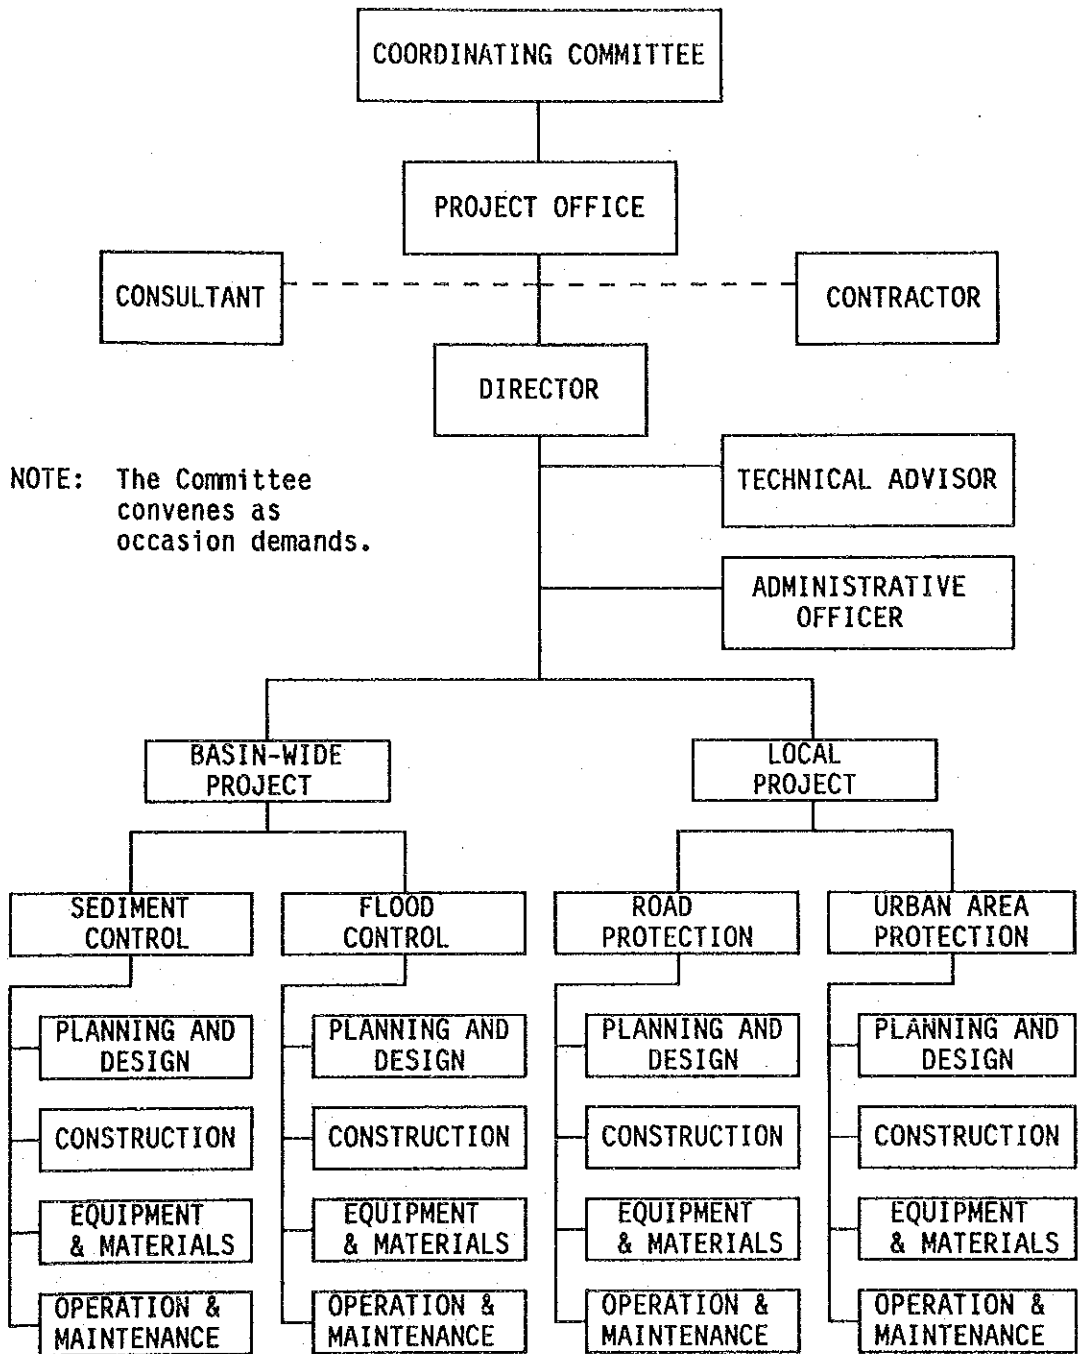 COORDINATING COMMITTEE
PROJECT OFFICE
CONSULTANT
CONTRACTOR
DIRECTOR
NOTE: The Committee
convenes as
occasion demands.
TECHNICAL ADVISOR
ADMINISTRATIVE
OFFICER
BASIN-WIDE
PROJECT
LOCAL
PROJECT
SEDIMENT
CONTROL
FLOOD
CONTROL
ROAD
PROTECTION
URBAN AREA
PROTECTION
PLANNING AND
DESIGN
PLANNING AND
DESIGN
PLANNING AND
DESIGN
PLANNING AND
DESIGN
CONSTRUCTION
CONSTRUCTION
CONSTRUCTION
CONSTRUCTION
EQUIPMENT
& MATERIALS
EQUIPMENT
& MATERIALS
EQUIPMENT
& MATERIALS
EQUIPMENT
& MATERIALS
OPERATION &
MAINTENANCE
OPERATION &
MAINTENANCE
OPERATION &
MAINTENANCE
OPERATION &
MAINTENANCE